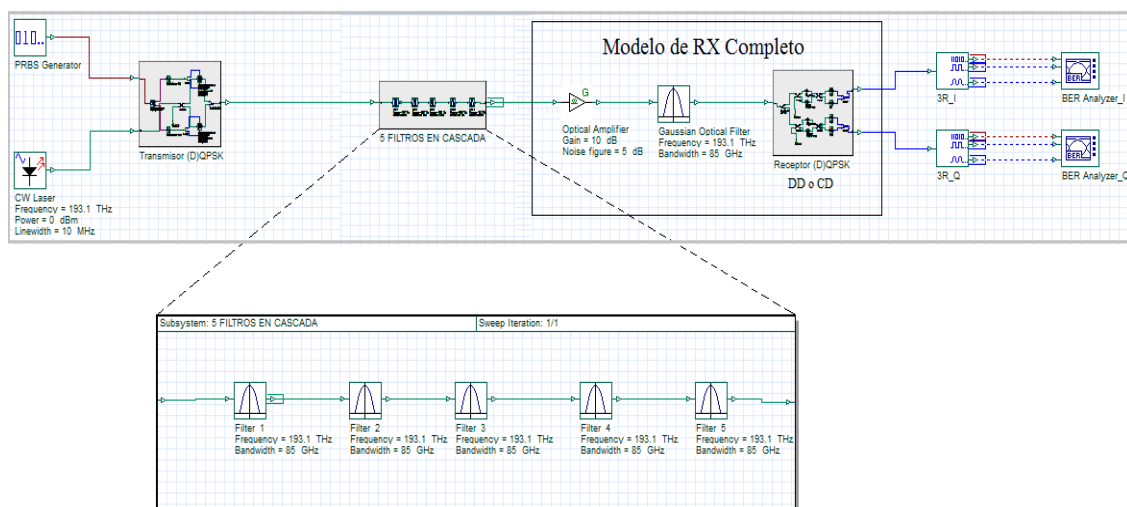 Modelo de RX Completo
PRBS Generator
Transmisor (D)QPSK
CW Laser
Frequency = 193.1 THz
Power = 0 dBm
Linewidth = 10 MHz
5 FILTROS EN CASCADA
G
Optical Amplifier
Gain = 10 dB
Noise figure = 5 dB
Gaussian Optical Filter
Frequency = 193.1 THz
Bandwidth = 85 GHz
Receptor (D)QPSK
DD o CD
3R_I
BER
BER Analyzer_I
3R_Q
BER
BER Analyzer_Q
Subsystem: 5 FILTROS EN CASCADA
Sweep Iteration: 1/1
Filter 1
Frequency = 193.1 THz
Bandwidth = 85 GHz
Filter 2
Frequency = 193.1 THz
Bandwidth = 85 GHz
Filter 3
Frequency = 193.1 THz
Bandwidth = 85 GHz
Filter 4
Frequency = 193.1 THz
Bandwidth = 85 GHz
Filter 5
Frequency = 193.1 THz
Bandwidth = 85 GHz